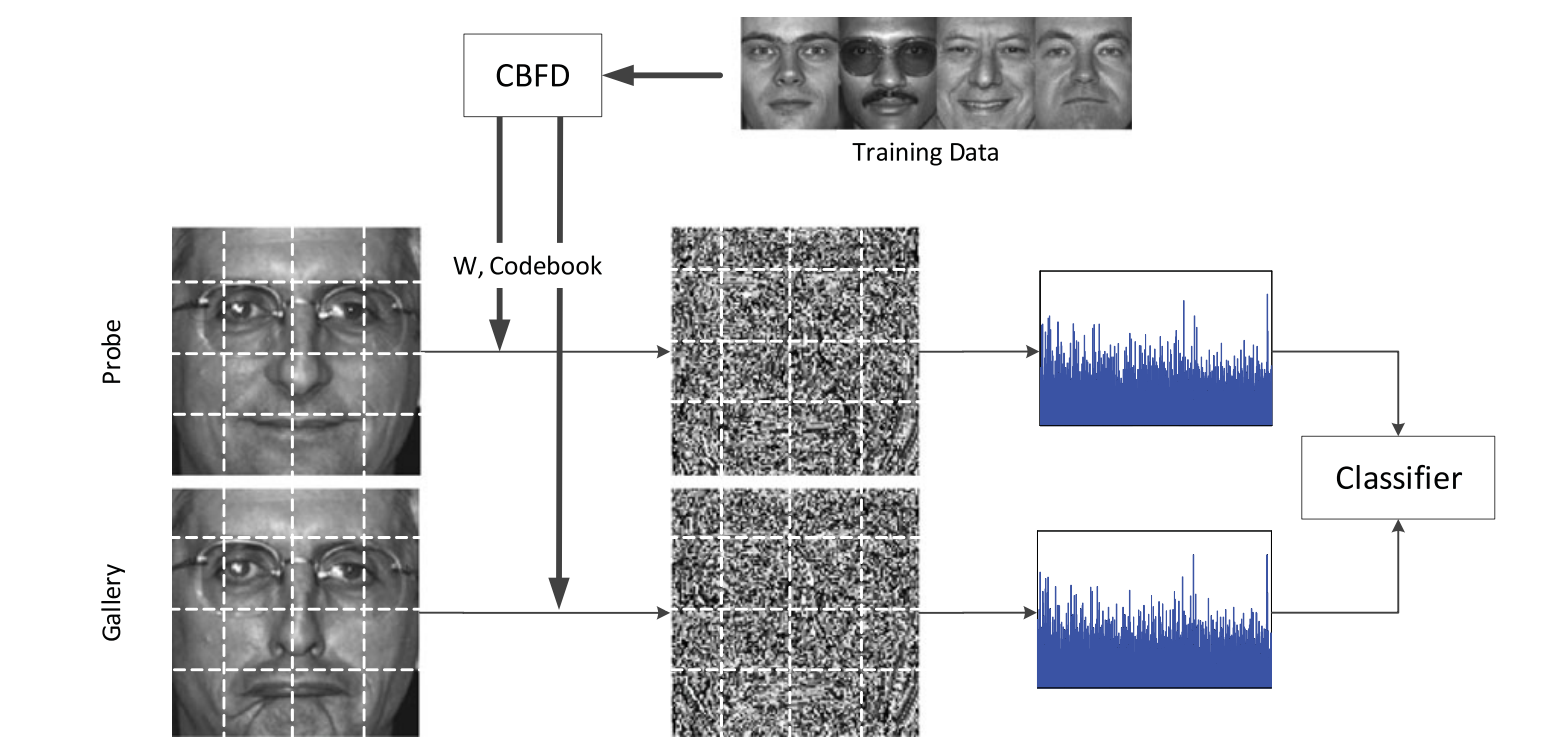 CBFD
Training Data
W, Codebook
Probe
Gallery
Classifier